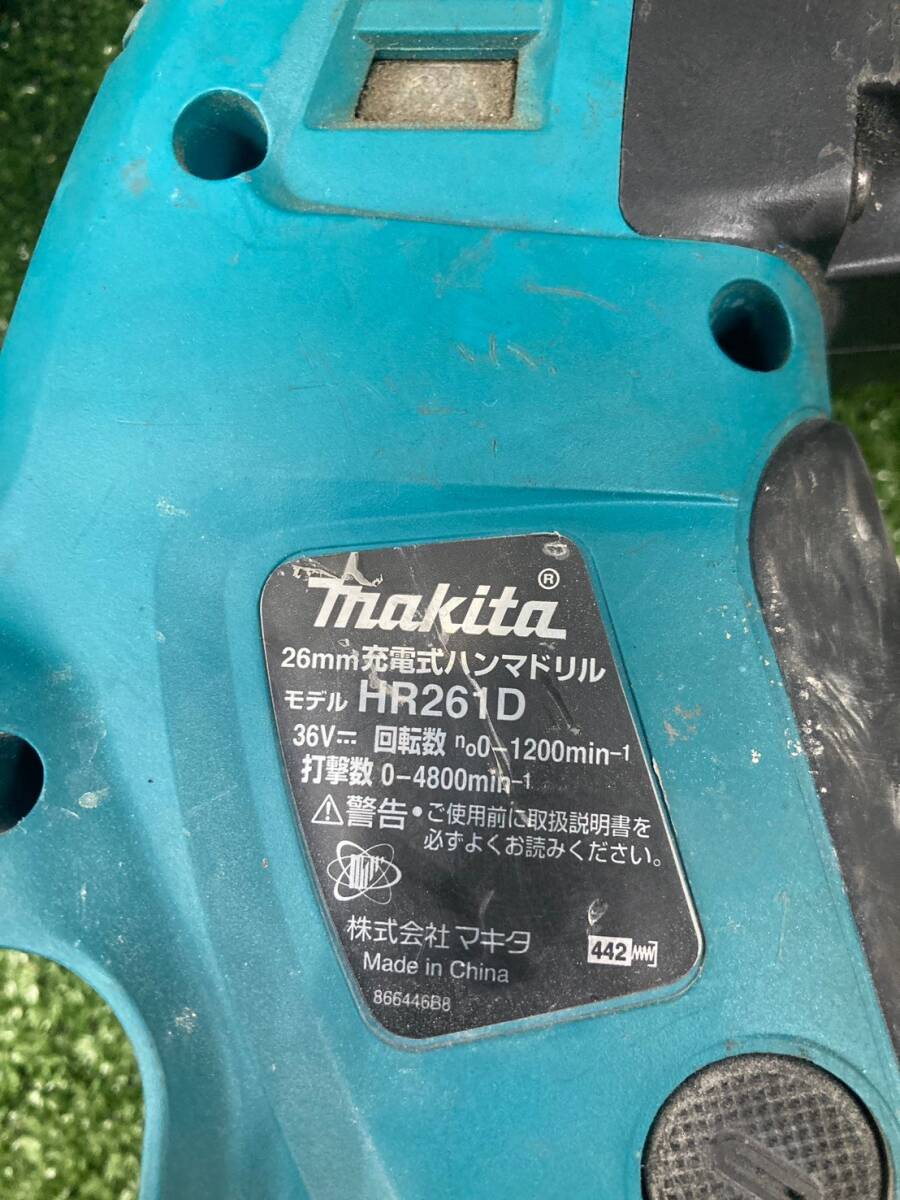 makita®
26mm充電式ハンマドリル
モデル HR261D
36V⎓ 回転数 n₀0-1200min⁻¹
打撃数 0-4800min⁻¹
⚠警告・ご使用前に取扱説明書を
必ずよくお読みください。
株式会社マキタ
442
Made in China
866446B8